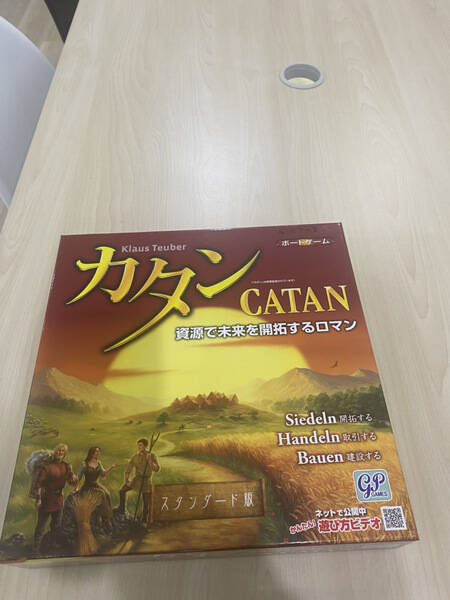 Klaus Teuber
ボードゲーム
カタン
CATAN
資源で未来を開拓するロマン
Siedeln 開拓する
Handeln 取引する
Bauen 建設する
GP
GAMES
スタンダード版
ネットで公開中
かんたん!遊び方ビデオ